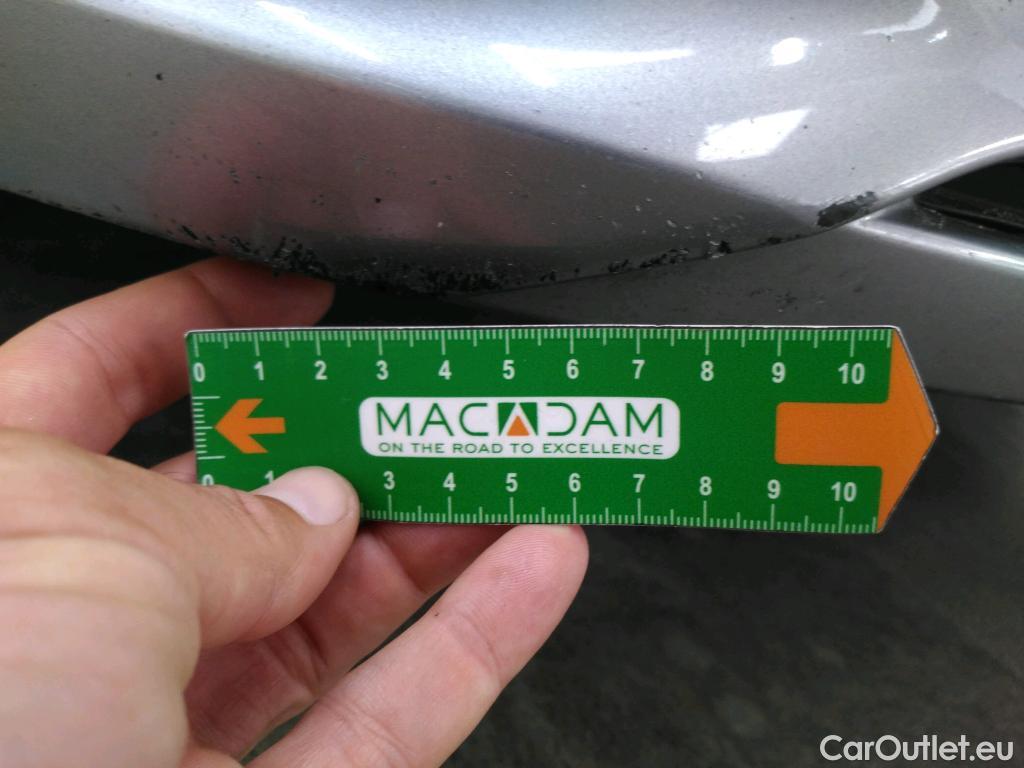 0 1 2 3 4 5 6 7 8 9 10
MACADAM
ON THE ROAD TO EXCELLENCE
0 1 3 4 5 6 7 8 9 10
CarOutlet.eu